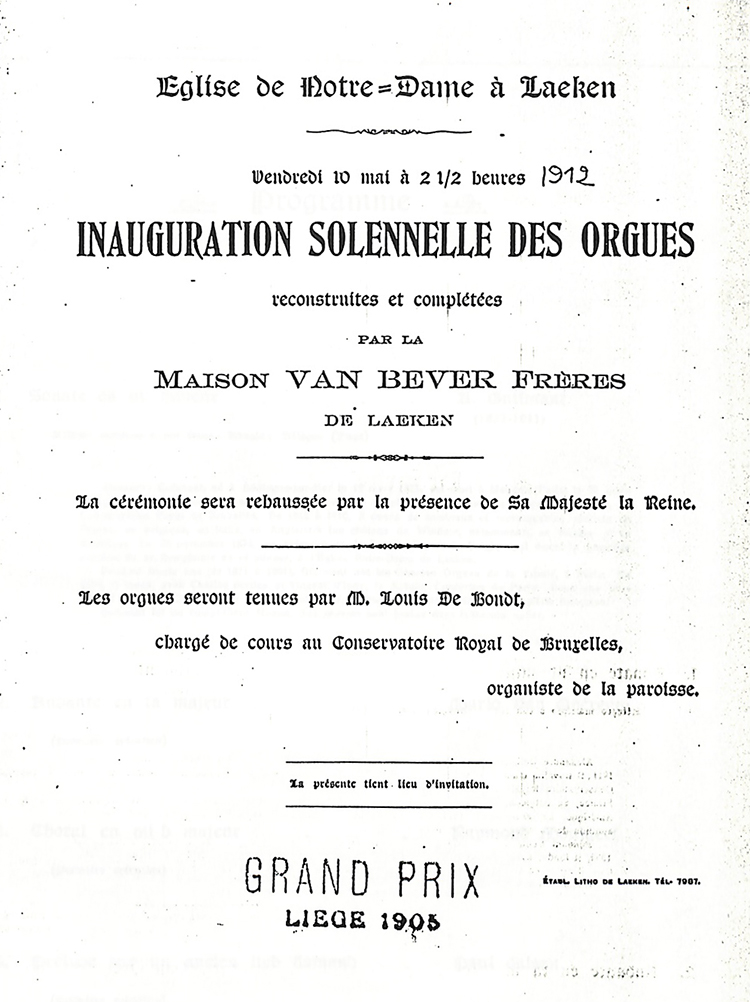 Eglise de Notre=Dame à Laeken
Vendredi 10 mai à 2 1/2 heures 1912
INAUGURATION SOLENNELLE DES ORGUES
reconstruites et complétées
PAR LA
MAISON VAN BEVER FRÈRES
DE LAEKEN
La cérémonie sera rehaussée par la présence de Sa Majesté la Reine.
Les orgues seront tenues par M. Louis De Bondt,
chargé de cours au Conservatoire Royal de Bruxelles,
organiste de la paroisse.
La présente tient lieu d'invitation.
GRAND PRIX
LIEGE 1905
ÉTABL. LITHO DE LAEKEN. TÉL. 7907.